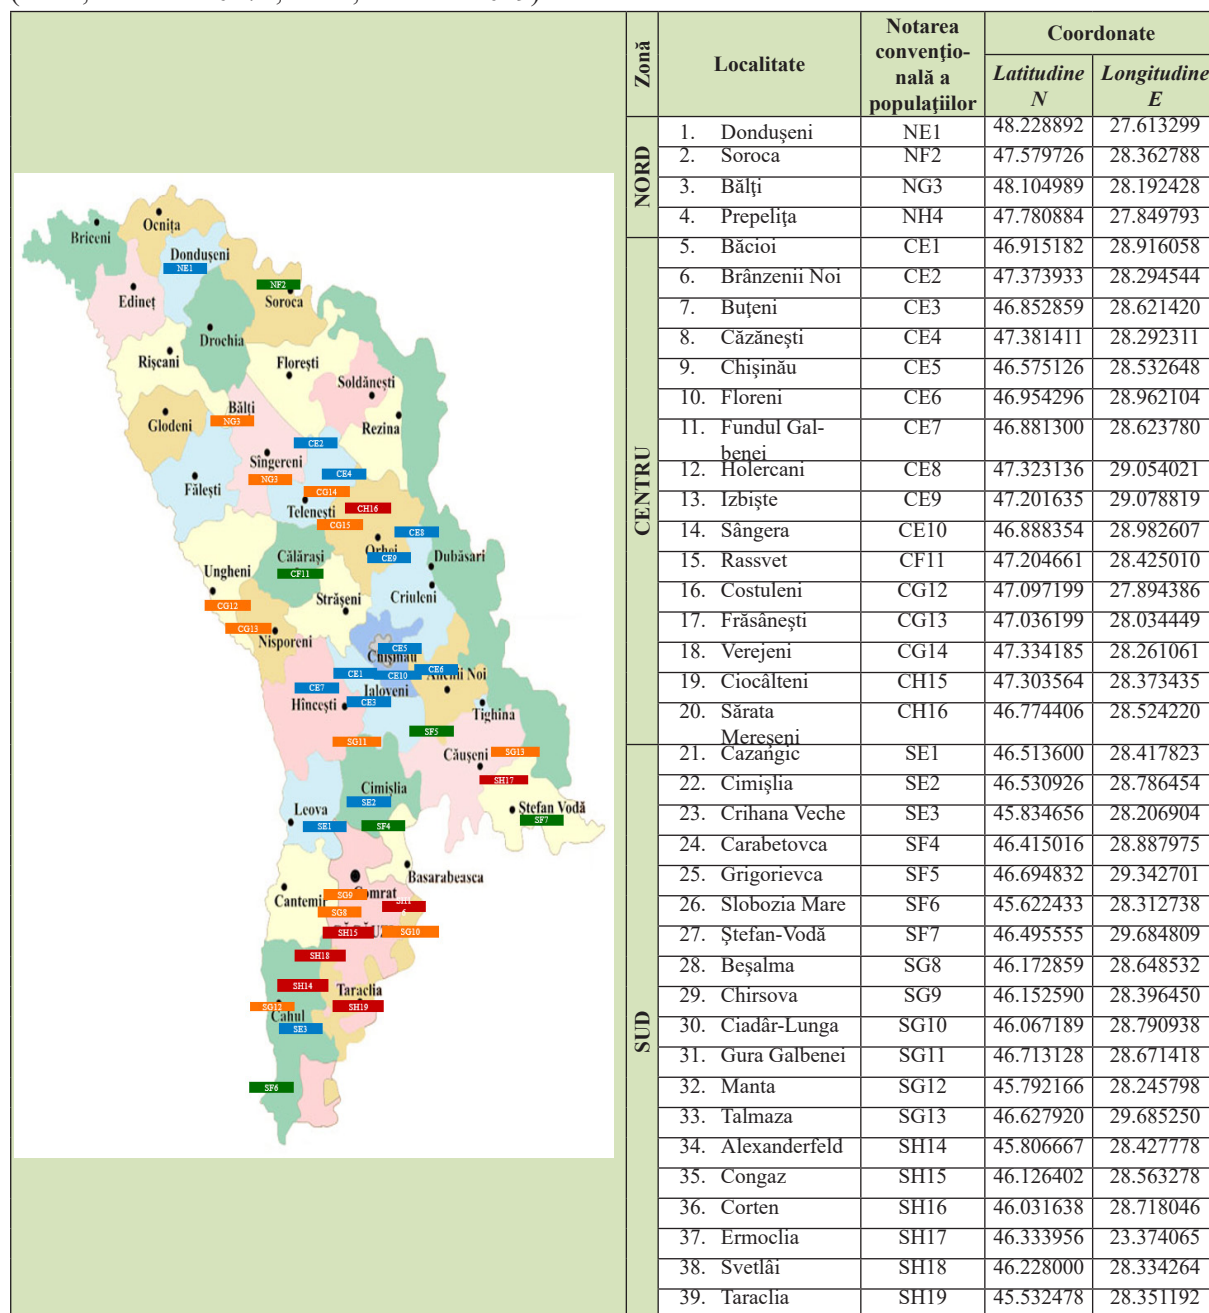 Zonă
Localitate
Notarea
convenţio-
nală a
populaţiilor
Coordonate
Latitudine
N
Longitudine
E
NORD
1. Donduşeni NE1 48.228892 27.613299
2. Soroca NF2 47.579726 28.362788
3. Bălţi NG3 48.104989 28.192428
4. Prepeliţa NH4 47.780884 27.849793
CENTRU
5. Băcioi CE1 46.915182 28.916058
6. Brânzenii Noi CE2 47.373933 28.294544
7. Buţeni CE3 46.852859 28.621420
8. Căzăneşti CE4 47.381411 28.292311
9. Chişinău CE5 46.575126 28.532648
10. Floreni CE6 46.954296 28.962104
11. Fundul Gal-
benei CE7 46.881300 28.623780
12. Holercani CE8 47.323136 29.054021
13. Izbişte CE9 47.201635 29.078819
14. Sângera CE10 46.888354 28.982607
15. Rassvet CF11 47.204661 28.425010
16. Costuleni CG12 47.097199 27.894386
17. Frăsâneşti CG13 47.036199 28.034449
18. Verejeni CG14 47.334185 28.261061
19. Ciocâlteni CH15 47.303564 28.373435
20. Sărata
Mereşeni CH16 46.774406 28.524220
SUD
21. Cazangic SE1 46.513600 28.417823
22. Cimişlia SE2 46.530926 28.786454
23. Crihana Veche SE3 45.834656 28.206904
24. Carabetovca SF4 46.415016 28.887975
25. Grigorievca SF5 46.694832 29.342701
26. Slobozia Mare SF6 45.622433 28.312738
27. Ştefan-Vodă SF7 46.495555 29.684809
28. Beşalma SG8 46.172859 28.648532
29. Chirsova SG9 46.152590 28.396450
30. Ciadâr-Lunga SG10 46.067189 28.790938
31. Gura Galbenei SG11 46.713128 28.671418
32. Manta SG12 45.792166 28.245798
33. Talmaza SG13 46.627920 29.685250
34. Alexanderfeld SH14 45.806667 28.427778
35. Congaz SH15 46.126402 28.563278
36. Corten SH16 46.031638 28.718046
37. Ermoclia SH17 46.333956 23.374065
38. Svetlâi SH18 46.228000 28.334264
39. Taraclia SH19 45.532478 28.351192
Briceni
Ocniţa
Donduşeni
NE1
Edineţ
NF2
Soroca
Drochia
Rişcani
Floreşti
Soldăneşti
Glodeni
Bălţi
NG3
Rezina
CE2
Sîngereni
NG3
Făleşti
CE4
CG14
Teleneşti
CH16
CG15
CE8
Orhei
CE9
Călăraşi
CF11
Dubăsari
Ungheni
CG12
Străşeni
Criuleni
CG13
Nisporeni
CE5
Chişinău
CE1
CE10
CE6
Anenii Noi
CE7
Ialoveni
Hînceşti
CE3
Tighina
SF5
SG11
Căuşeni
SG13
SH17
Cimişlia
SE2
Leova
SE1
SF4
Ştefan Vodă
SF7
Basarabeasca
Cantemir
SG9
Comrat
SG8
SH1
SH15
SG10
SH18
SH14
Taraclia
SG12
SH19
Cahul
SE3
SF6